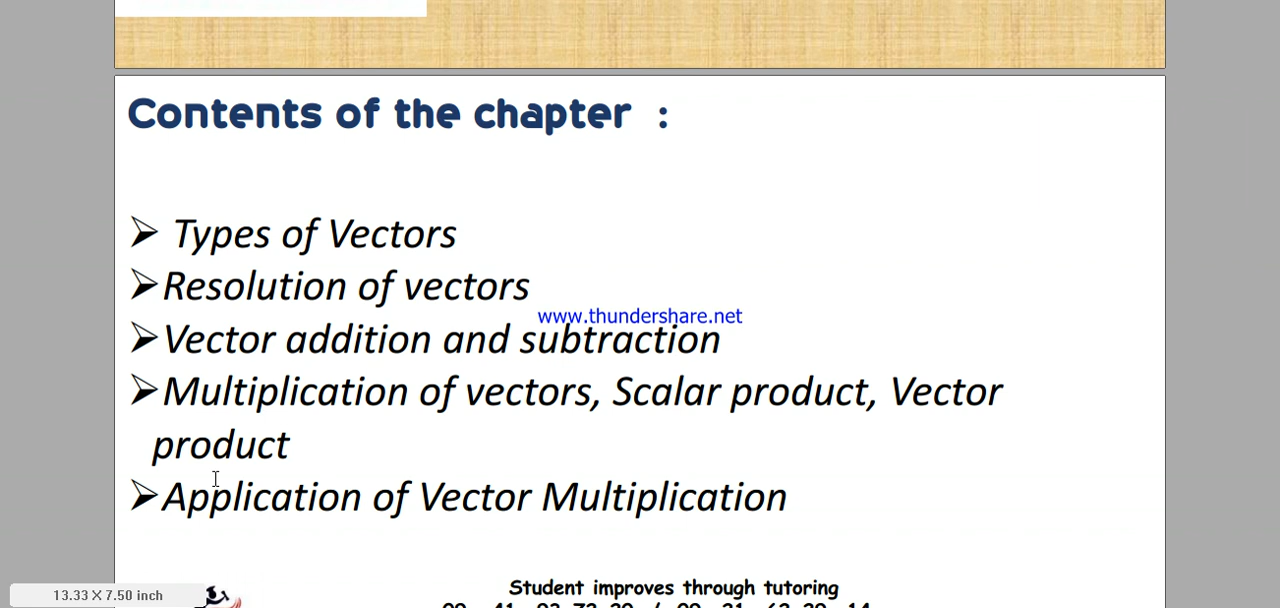 Contents of the chapter :
➢ Types of Vectors
➢Resolution of vectors
www.thundershare.net
➢Vector addition and subtraction
➢Multiplication of vectors, Scalar product, Vector
product
➢Application of Vector Multiplication
Student improves through tutoring
13.33 X 7.50 inch